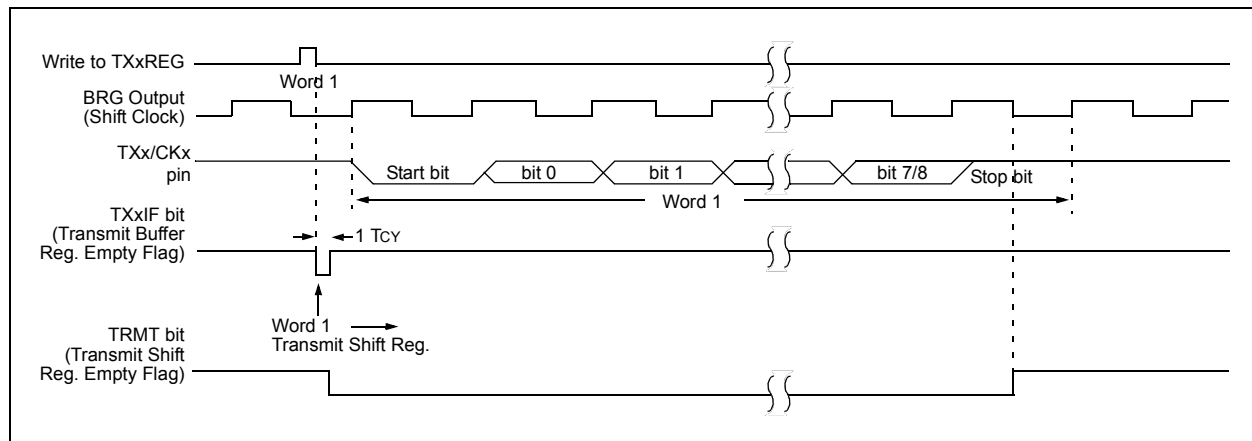 Write to TXxREG
Word 1
BRG Output
(Shift Clock)
TXx/CKx
pin
Start bit
bit 0
bit 1
bit 7/8
Stop bit
Word 1
TXxIF bit
(Transmit Buffer
Reg. Empty Flag)
1 TCY
Word 1
Transmit Shift Reg.
TRMT bit
(Transmit Shift
Reg. Empty Flag)